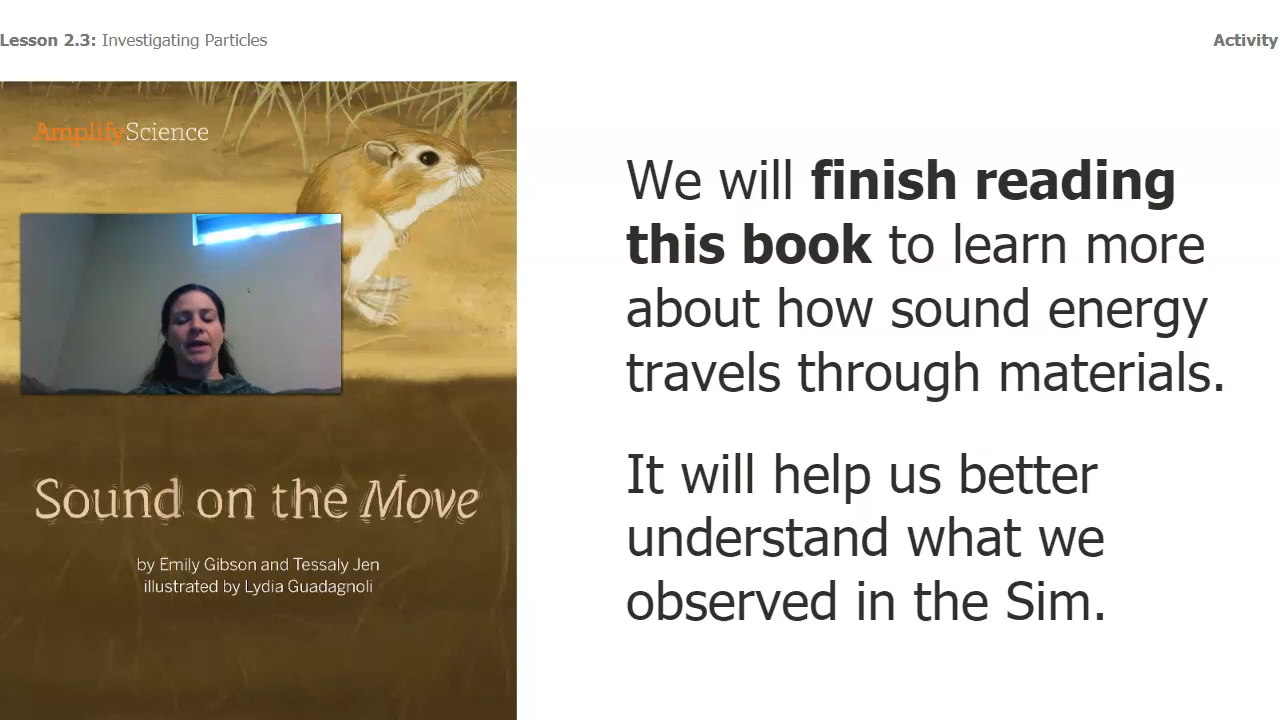 Lesson 2.3: Investigating Particles
Activity
AmplifyScience
Sound on the Move
by Emily Gibson and Tessaly Jen
illustrated by Lydia Guadagnoli
We will finish reading
this book to learn more
about how sound energy
travels through materials.
It will help us better
understand what we
observed in the Sim.